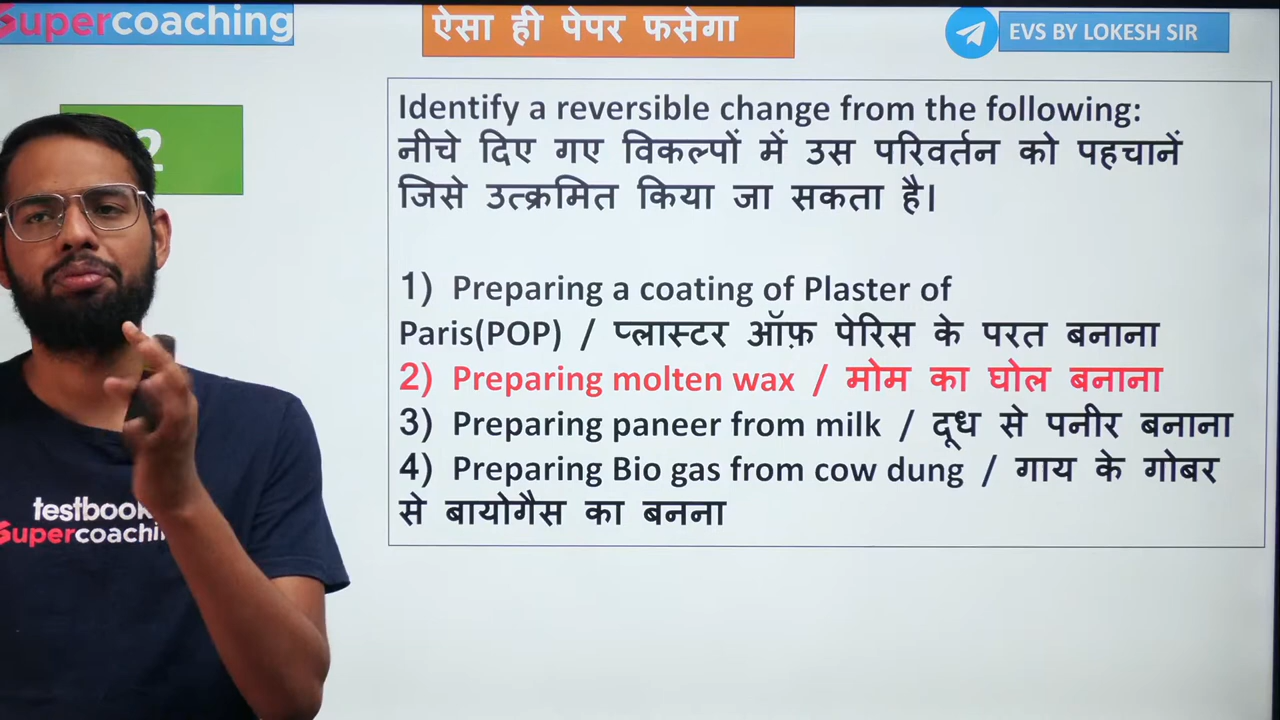 Supercoaching
ऐसा ही पेपर फसेगा
EVS BY LOKESH SIR
2
Identify a reversible change from the following:
नीचे दिए गए विकल्पों में उस परिवर्तन को पहचानें
जिसे उत्क्रमित किया जा सकता है।
1) Preparing a coating of Plaster of
Paris(POP) / प्लास्टर ऑफ़ पेरिस के परत बनाना
2) Preparing molten wax / मोम का घोल बनाना
3) Preparing paneer from milk / दूध से पनीर बनाना
4) Preparing Bio gas from cow dung / गाय के गोबर
से बायोगैस का बनना
testbook
Supercoachi